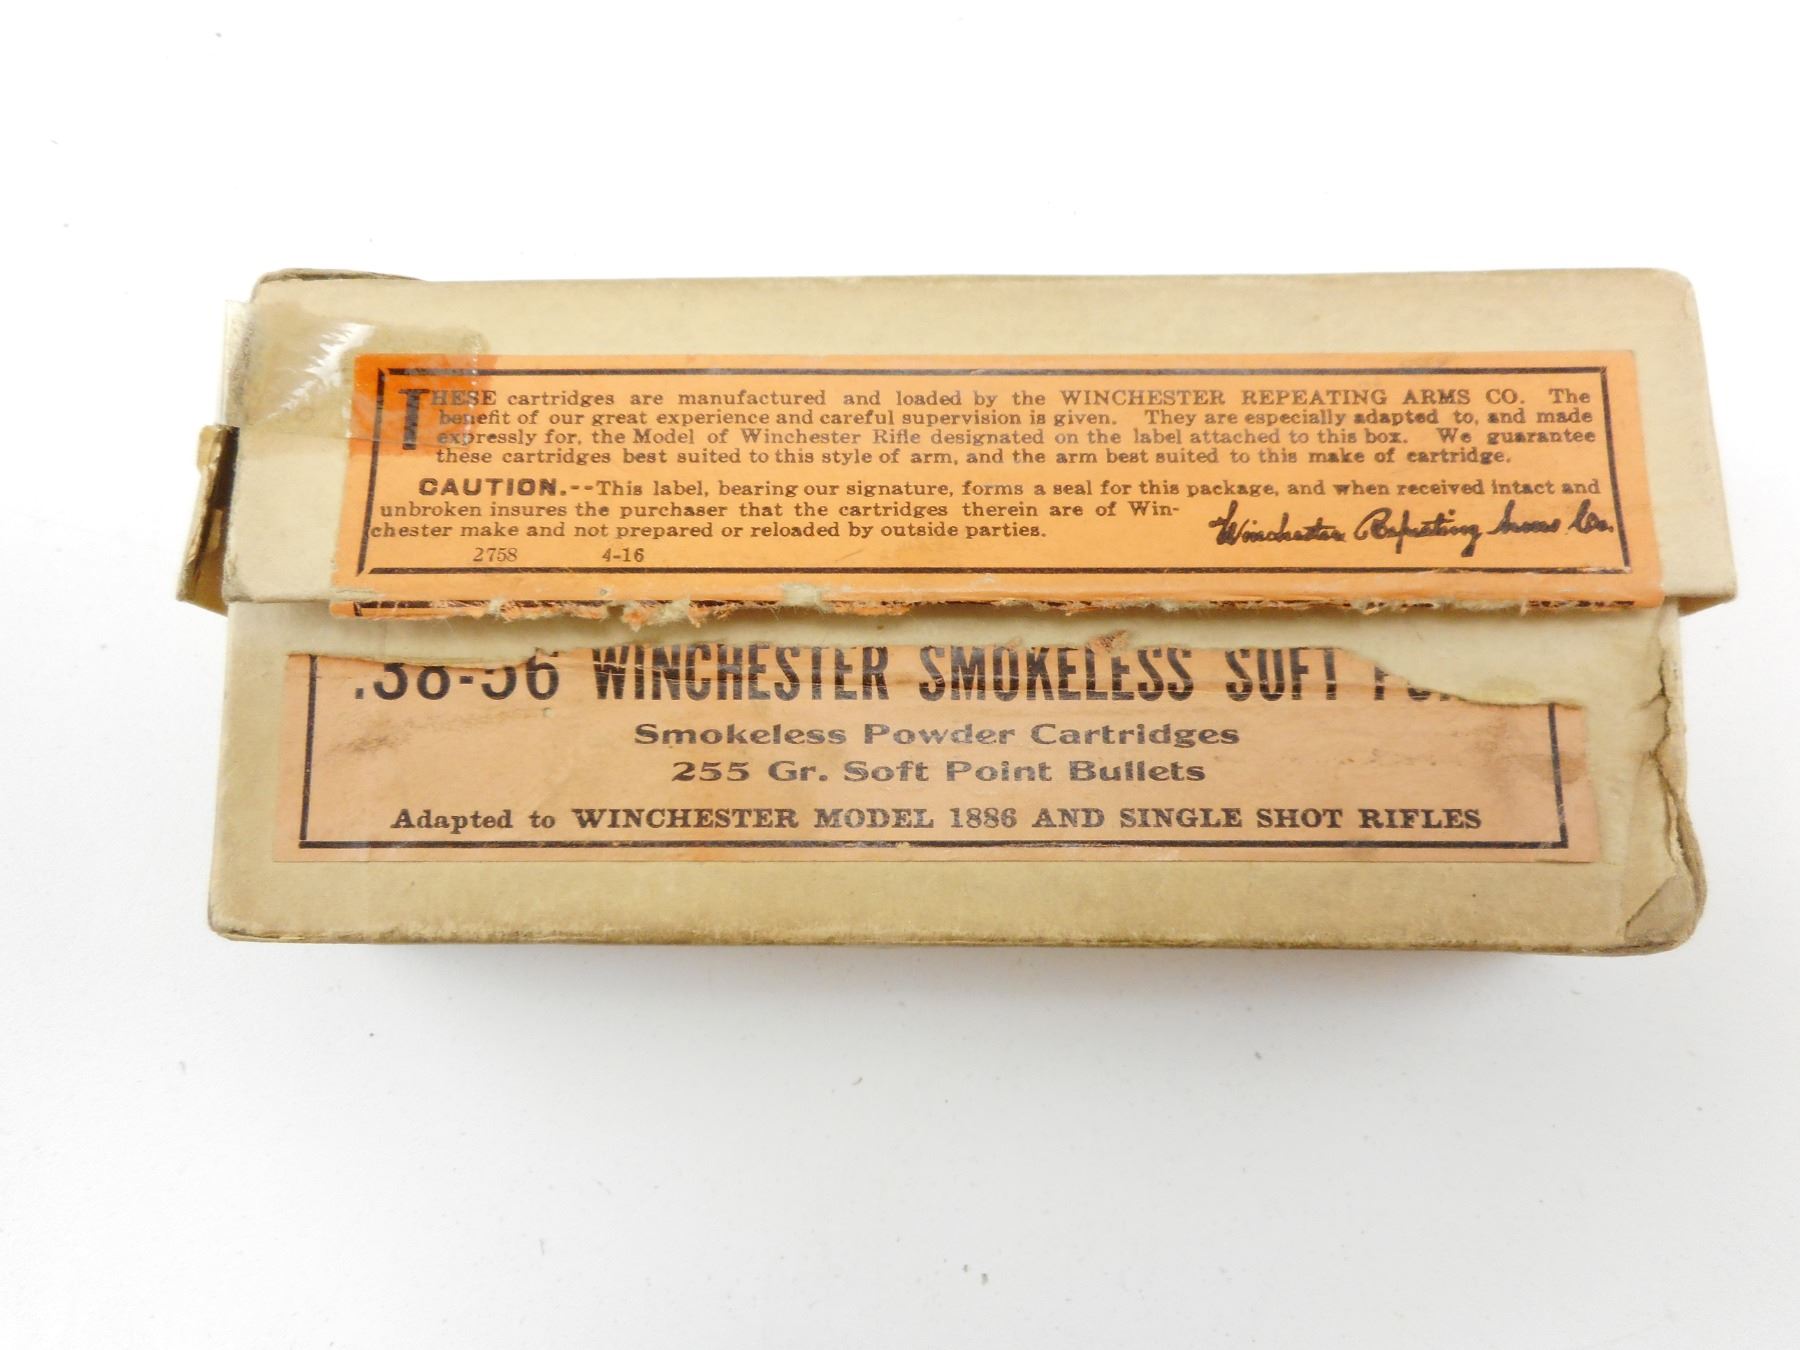 THESE cartridges are manufactured and loaded by the WINCHESTER REPEATING ARMS CO. The
benefit of our great experience and careful supervision is given. They are especially adapted to, and made
expressly for, the Model of Winchester Rifle designated on the label attached to this box. We guarantee
these cartridges best suited to this style of arm, and the arm best suited to this make of cartridge.
CAUTION.--This label, bearing our signature, forms a seal for this package, and when received intact and
unbroken insures the purchaser that the cartridges therein are of Win-
chester make and not prepared or reloaded by outside parties.
Winchester Repeating Arms Co.
2758 4-16
.38-56 WINCHESTER SMOKELESS SOFT
Smokeless Powder Cartridges
255 Gr. Soft Point Bullets
Adapted to WINCHESTER MODEL 1886 AND SINGLE SHOT RIFLES